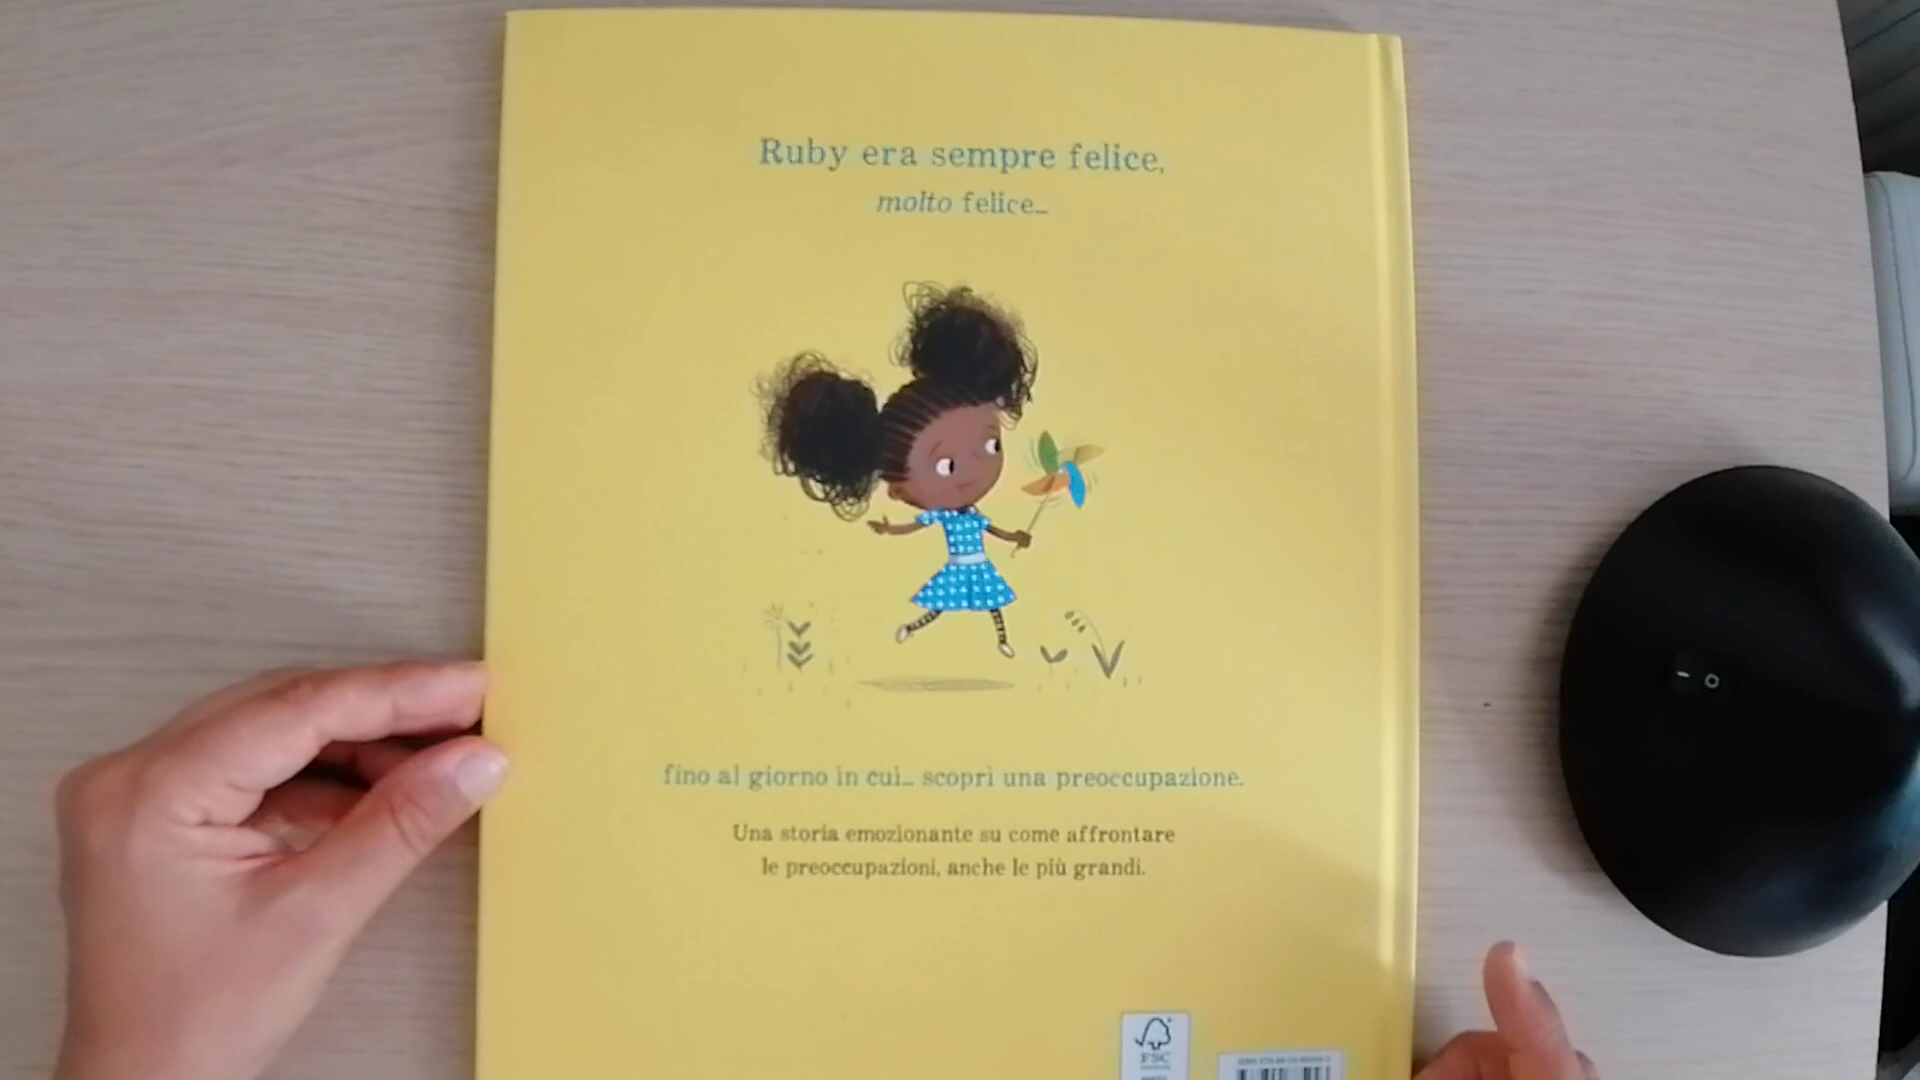 Ruby era sempre felice,
molto felice...
fino al giorno in cui... scoprì una preoccupazione.
Una storia emozionante su come affrontare
le preoccupazioni, anche le più grandi.
FSC